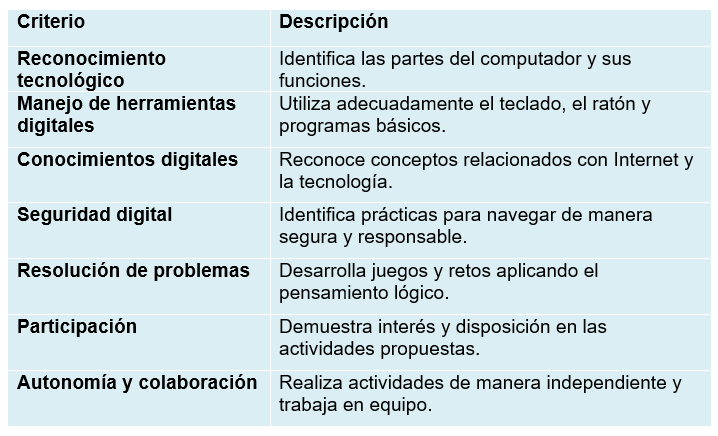 Criterio Descripción
Reconocimiento Identifica las partes del computador y sus
tecnológico funciones.
Manejo de herramientas Utiliza adecuadamente el teclado, el ratón y
digitales programas básicos.
Conocimientos digitales Reconoce conceptos relacionados con Internet y
la tecnología.
Seguridad digital Identifica prácticas para navegar de manera
segura y responsable.
Resolución de problemas Desarrolla juegos y retos aplicando el
pensamiento lógico.
Participación Demuestra interés y disposición en las
actividades propuestas.
Autonomía y colaboración Realiza actividades de manera independiente y
trabaja en equipo.